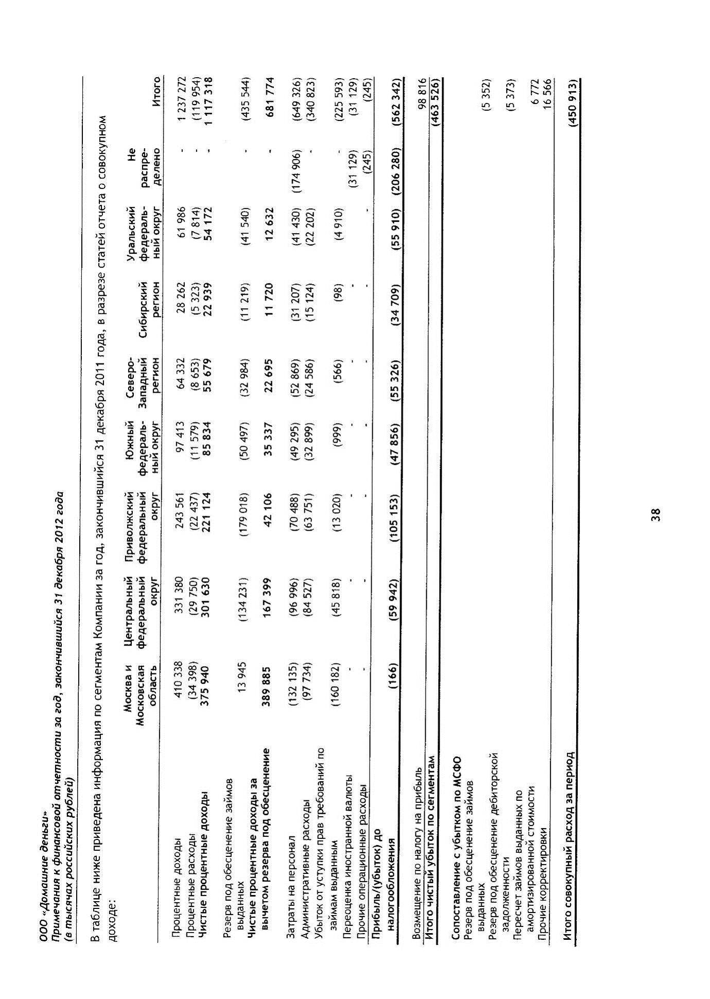 ООО «Домашние деньги»
Примечания к финансовой отчетности за год, закончившийся 31 декабря 2012 года
(в тысячах российских рублей)
В таблице ниже приведена информация по сегментам Компании за год, закончившийся 31 декабря 2011 года, в разрезе статей отчета о совокупном
доходе:
Москва и Московская область Центральный федеральный округ Приволжский федеральный округ Южный федераль-ный округ Северо-Западный регион Сибирский регион Уральский федераль-ный округ Не распре-делено Итого
Процентные доходы 410 338 331 380 243 561 97 413 64 332 28 262 61 986 - 1 237 272
Процентные расходы (34 398) (29 750) (22 437) (11 579) (8 653) (5 323) (7 814) - (119 954)
Чистые процентные доходы 375 940 301 630 221 124 85 834 55 679 22 939 54 172 - 1 117 318
Резерв под обесценение займов
выданных 13 945 (134 231) (179 018) (50 497) (32 984) (11 219) (41 540) - (435 544)
Чистые процентные доходы за
вычетом резерва под обесценение 389 885 167 399 42 106 35 337 22 695 11 720 12 632 - 681 774
Затраты на персонал (132 135) (96 996) (70 488) (49 295) (52 869) (31 207) (41 430) (174 906) (649 326)
Административные расходы (97 734) (84 527) (63 751) (32 899) (24 586) (15 124) (22 202) - (340 823)
Убыток от уступки прав требований по
займам выданным (160 182) (45 818) (13 020) (999) (566) (98) (4 910) - (225 593)
Переоценка иностранной валюты - - - - - - (31 129) (31 129)
Прочие операционные расходы - - - - - - - (245) (245)
Прибыль/(убыток) до
налогообложения (166) (59 942) (105 153) (47 856) (55 326) (34 709) (55 910) (206 280) (562 342)
Возмещение по налогу на прибыль 98 816
Итого чистый убыток по сегментам (463 526)
Сопоставление с убытком по МСФО
Резерв под обесценение займов
выданных (5 352)
Резерв под обесценение дебиторской
задолженности (5 373)
Пересчет займов выданных по
амортизированной стоимости 6 772
Прочие корректировки 16 566
Итого совокупный расход за период (450 913)
38